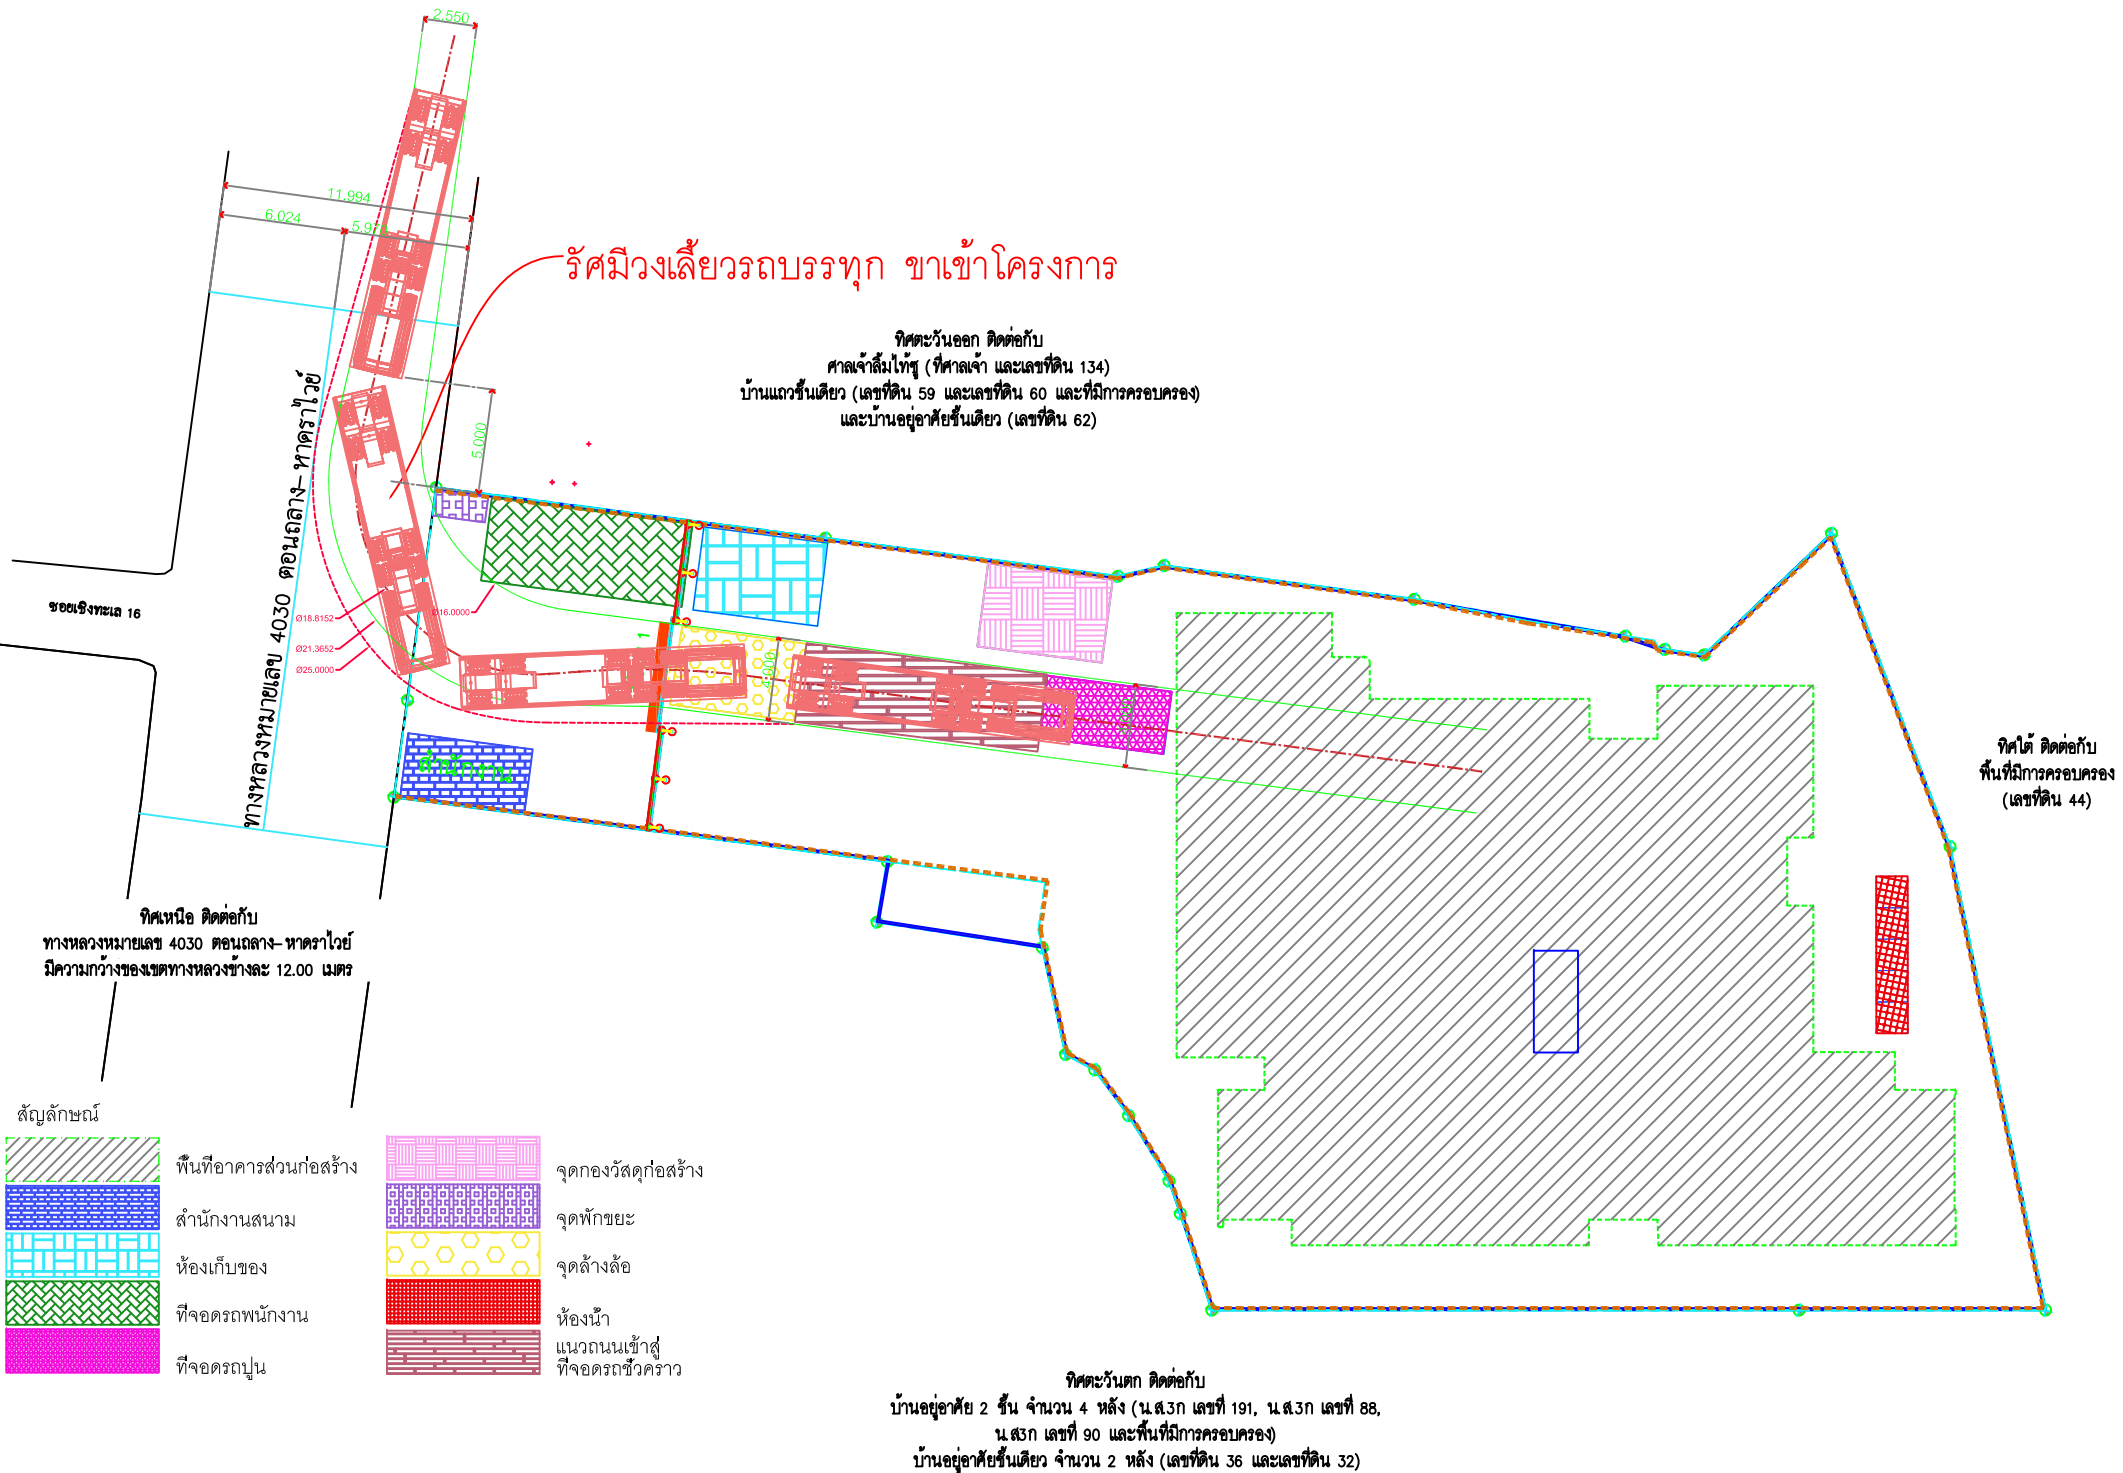 2.550
11.994
6.024
รัศมีวงเลี้ยวรถบรรทุก ขาเข้าโครงการ
ทิศตะวันออก ติดต่อกับ
ศาลเจ้าลิ้มไท้ซู (ที่ศาลเจ้า และเลขที่ดิน 134)
บ้านแถวชั้นเดียว (เลขที่ดิน 59 และเลขที่ดิน 60 และที่มีการครอบครอง)
และบ้านอยู่อาศัยชั้นเดียว (เลขที่ดิน 62)
5.000
ทางหลวงหมายเลข 4030 ตอนถลาง-หาดราไวย์
ซอยเชิงทะเล 16
Ø18.8152
Ø16.0000
Ø21.3652
Ø25.0000
1
4.000
สำนักงาน
ทิศใต้ ติดต่อกับ
พื้นที่มีการครอบครอง
(เลขที่ดิน 44)
ทิศเหนือ ติดต่อกับ
ทางหลวงหมายเลข 4030 ตอนถลาง-หาดราไวย์
มีความกว้างของเขตทางหลวงข้างละ 12.00 เมตร
สัญลักษณ์
พื้นที่อาคารส่วนก่อสร้าง
สำนักงานสนาม
ห้องเก็บของ
ที่จอดรถพนักงาน
ที่จอดรถปูน
จุดกองวัสดุก่อสร้าง
จุดพักขยะ
จุดล้างล้อ
ห้องน้ำ
แนวถนนเข้าสู่
ที่จอดรถชั่วคราว
ทิศตะวันตก ติดต่อกับ
บ้านอยู่อาศัย 2 ชั้น จำนวน 4 หลัง (น.ส.3ก เลขที่ 191, น.ส.3ก เลขที่ 88,
น.ส3ก เลขที่ 90 และพื้นที่มีการครอบครอง)
บ้านอยู่อาศัยชั้นเดียว จำนวน 2 หลัง (เลขที่ดิน 36 และเลขที่ดิน 32)